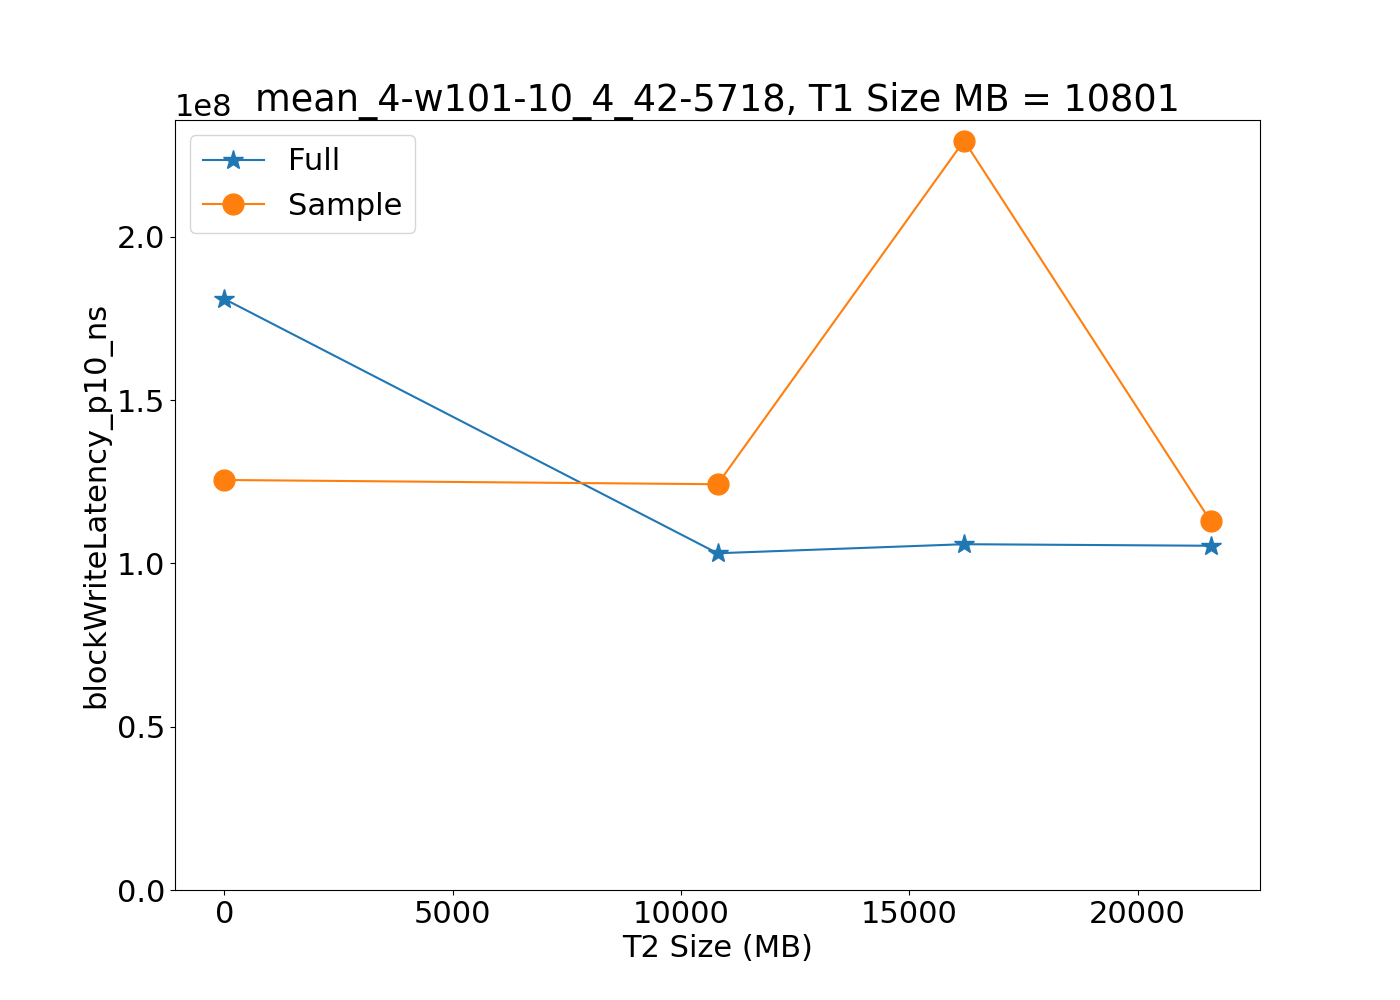 1e8
mean_4-w101-10_4_42-5718, T1 Size MB = 10801
Full
Sample
2.0
1.5
1.0
0.5
0.0
blockWriteLatency_p10_ns
0
5000
10000
15000
20000
T2 Size (MB)